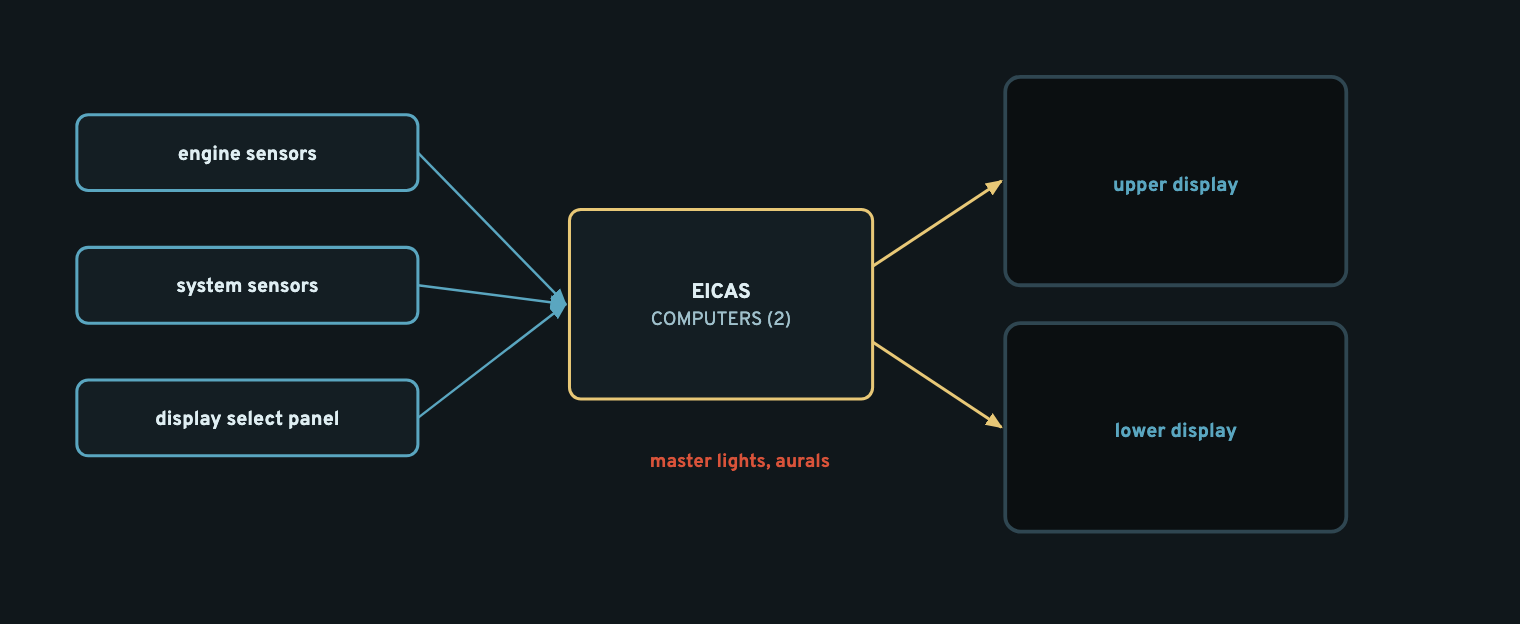 engine sensors
system sensors
display select panel
EICAS
COMPUTERS (2)
master lights, aurals
upper display
lower display